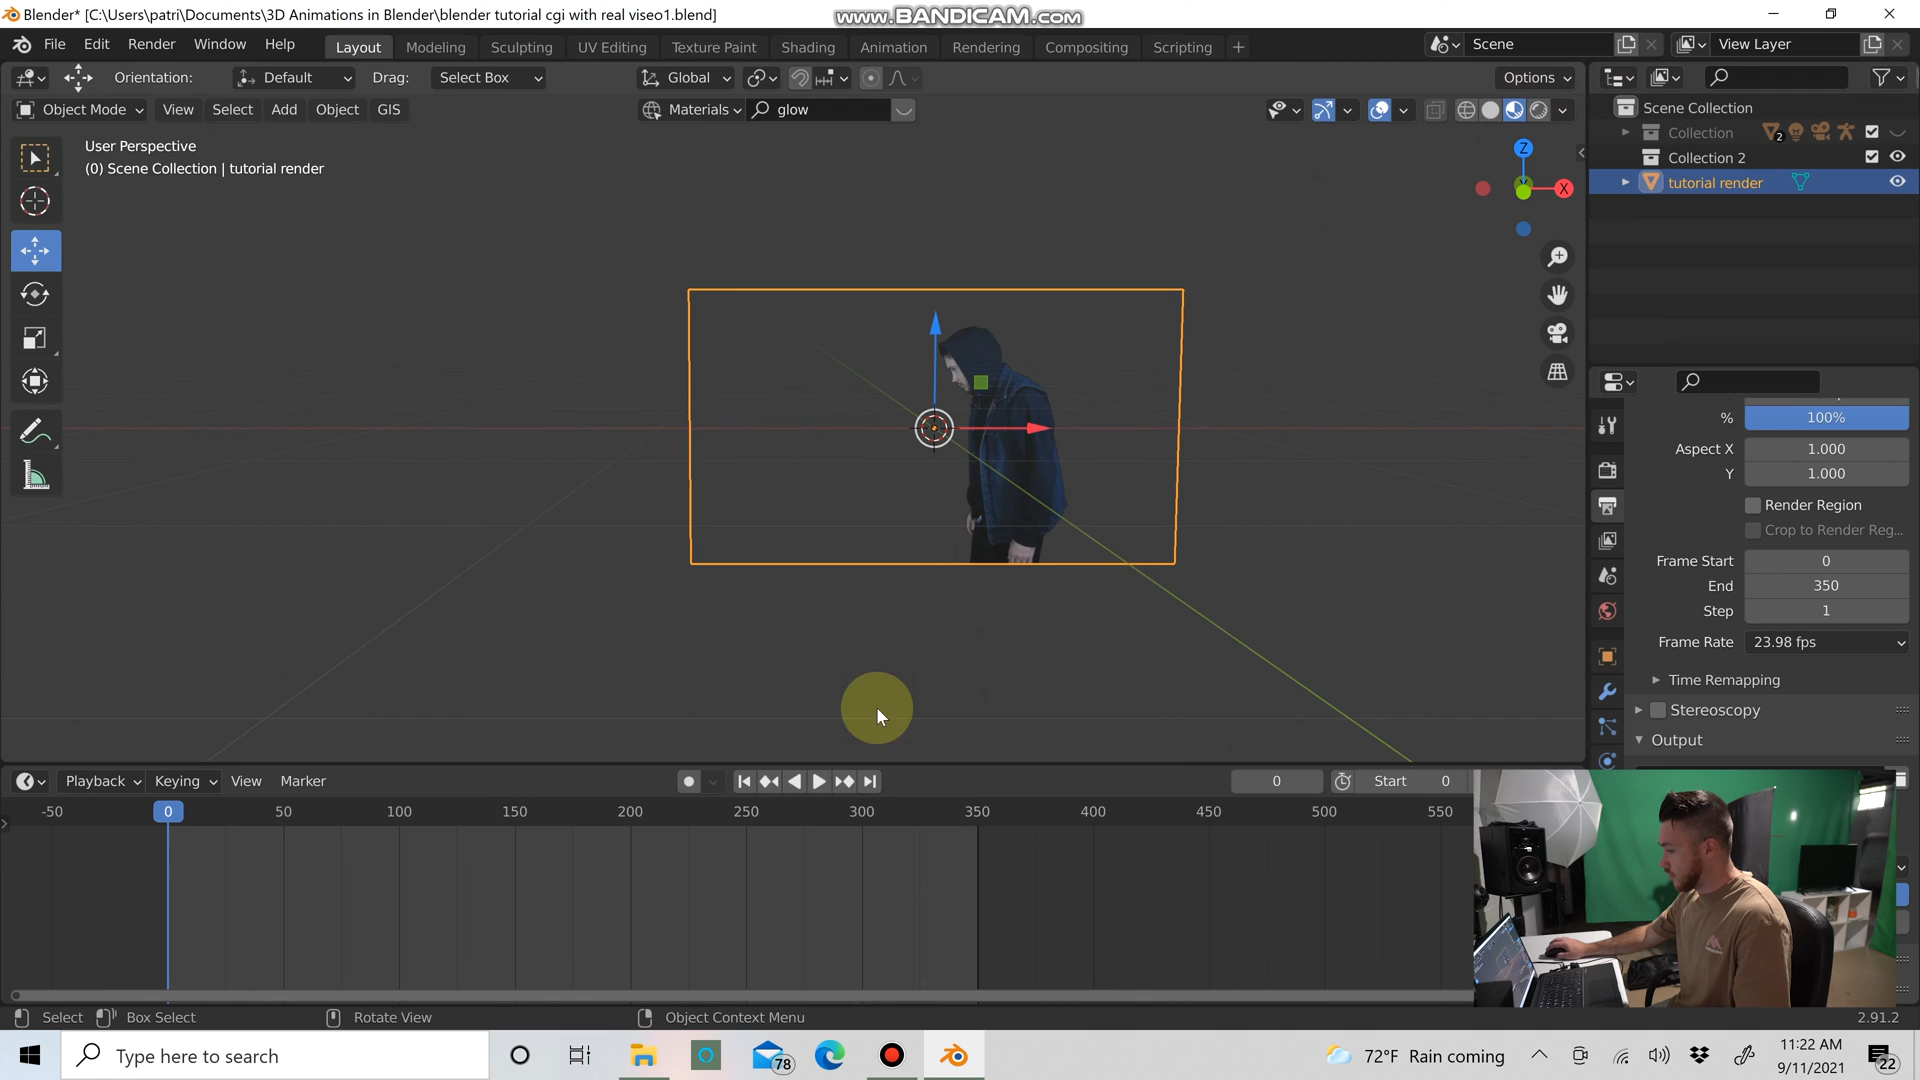 Blender* [C:\Users\patri\Documents\3D Animations in Blender\blender tutorial cgi with real viseo1.blend]
www.BANDICAM.com
File Edit Render Window Help
Layout Modeling Sculpting UV Editing Texture Paint Shading Animation Rendering Compositing Scripting +
Scene
View Layer
Orientation: Default Drag: Select Box
Global
Options
Object Mode View Select Add Object GIS
Materials glow
User Perspective
(0) Scene Collection | tutorial render
Z
X
Scene Collection
Collection 2
Collection 2
tutorial render
% 100%
Aspect X 1.000
Y 1.000
Render Region
Crop to Render Reg...
Frame Start 0
End 350
Step 1
Frame Rate 23.98 fps
Time Remapping
Stereoscopy
Output
Playback Keying View Marker
0
Start 0
-50 0 50 100 150 200 250 300 350 400 450 500 550
Select Box Select Rotate View Object Context Menu 2.91.2
Type here to search
78
72°F Rain coming
11:22 AM
9/11/2021
22